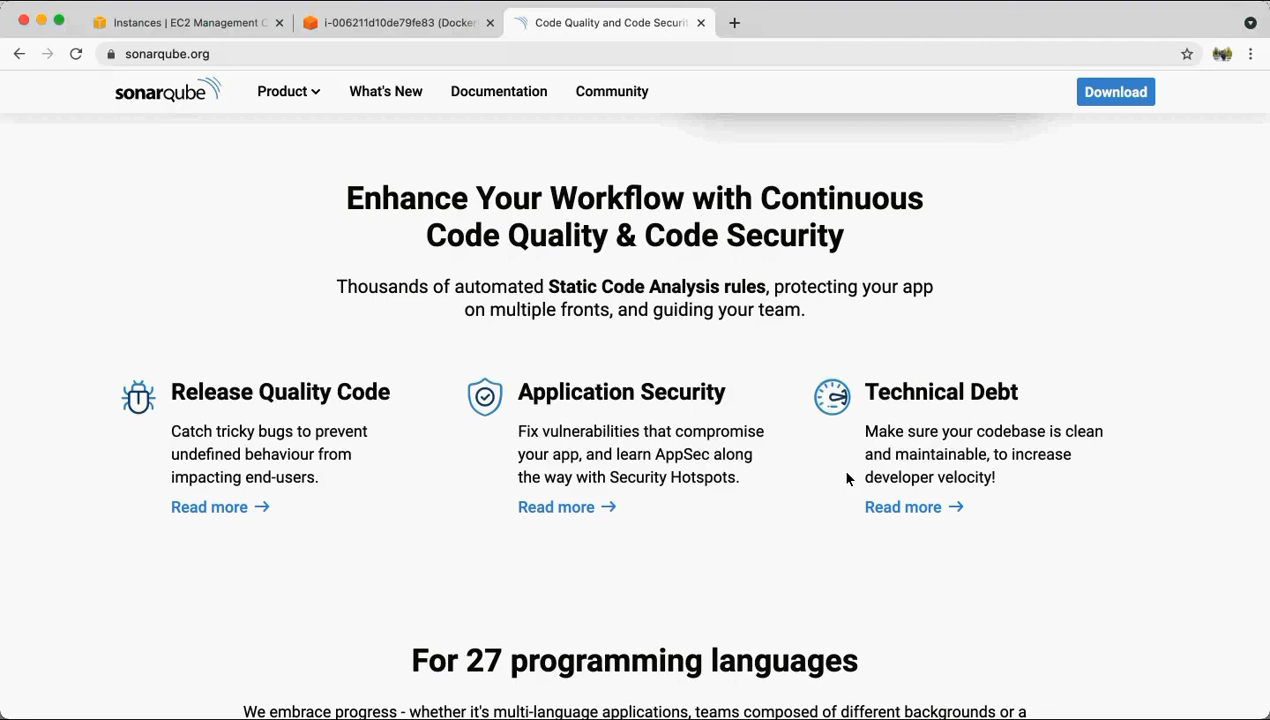 Instances | EC2 Management C
i-006211d10de79fe83 (Docker
Code Quality and Code Securit
sonarqube.org
sonarqube
Product
What's New
Documentation
Community
Download
Enhance Your Workflow with Continuous
Code Quality & Code Security
Thousands of automated Static Code Analysis rules, protecting your app
on multiple fronts, and guiding your team.
Release Quality Code
Catch tricky bugs to prevent
undefined behaviour from
impacting end-users.
Read more →
Application Security
Fix vulnerabilities that compromise
your app, and learn AppSec along
the way with Security Hotspots.
Read more →
Technical Debt
Make sure your codebase is clean
and maintainable, to increase
developer velocity!
Read more →
For 27 programming languages
We embrace progress - whether it's multi-language applications, teams composed of different backgrounds or a